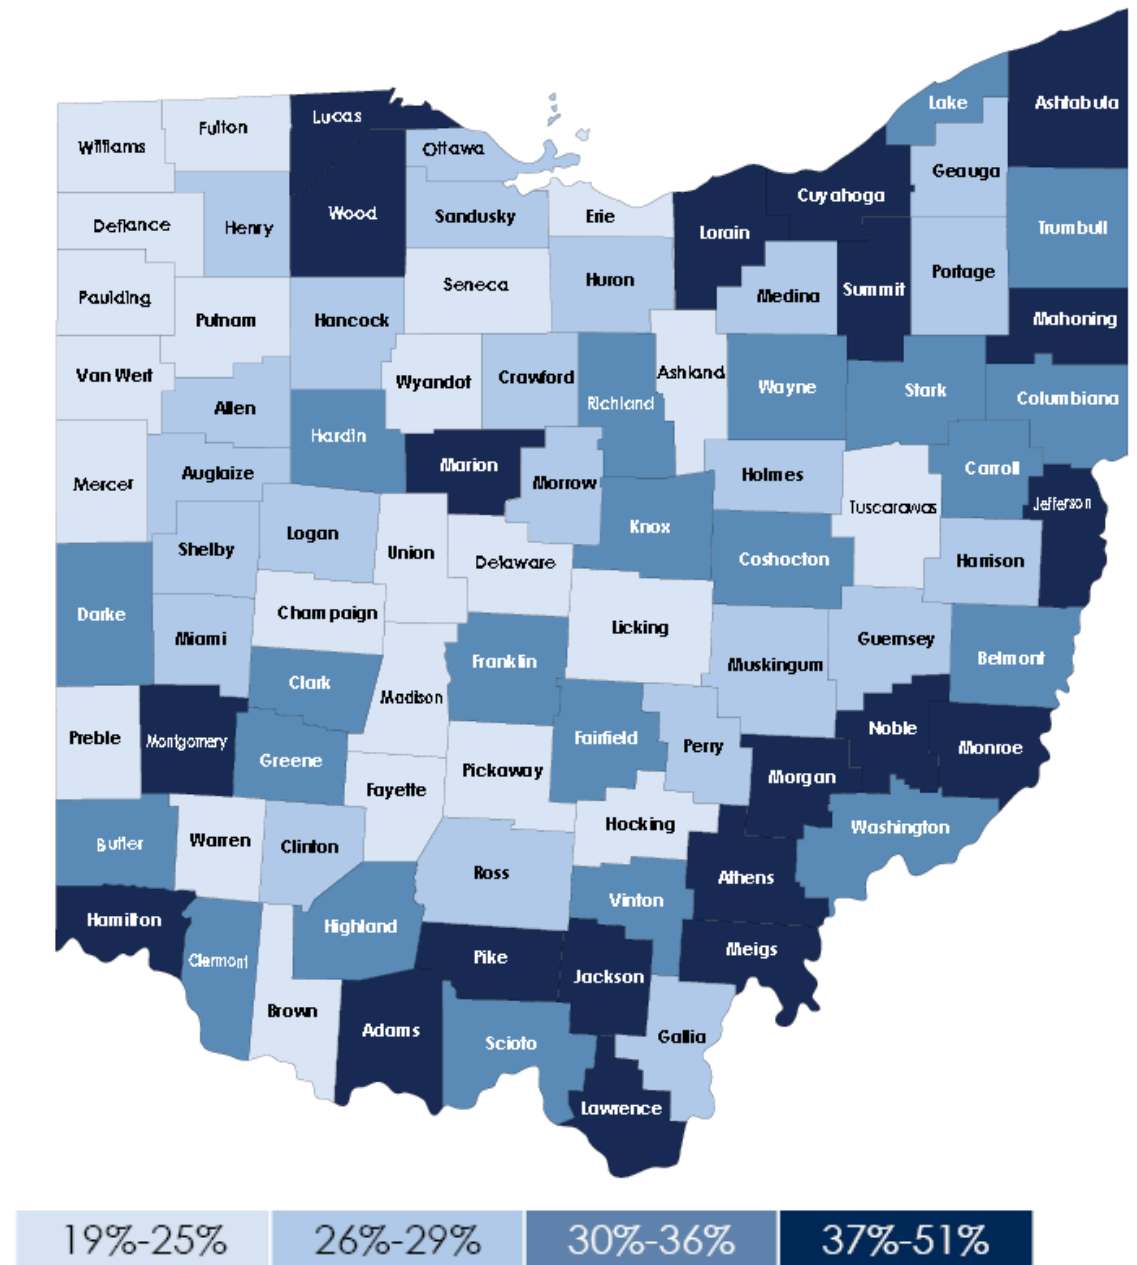 Lake
Ashtabula
Williams
Fulton
Lucas
Ottawa
Geauga
Cuyahoga
Defiance
Henry
Wood
Sandusky
Erie
Lorain
Trumbull
Paulding
Putnam
Hancock
Seneca
Huron
Medina
Summit
Portage
Mahoning
Van Wert
Allen
Wyandot
Crawford
Richland
Ashland
Wayne
Stark
Columbiana
Hardin
Marion
Mercer
Auglaize
Morrow
Holmes
Carroll
Tuscarawas
Jefferson
Knox
Shelby
Logan
Union
Delaware
Coshocton
Harrison
Darke
Miami
Champaign
Licking
Muskingum
Guernsey
Belmont
Franklin
Clark
Madison
Preble
Montgomery
Greene
Fairfield
Perry
Noble
Monroe
Fayette
Pickaway
Morgan
Butler
Warren
Clinton
Hocking
Washington
Ross
Athens
Hamilton
Highland
Vinton
Clermont
Pike
Jackson
Meigs
Brown
Adams
Scioto
Gallia
Lawrence
19%-25% 26%-29% 30%-36% 37%-51%